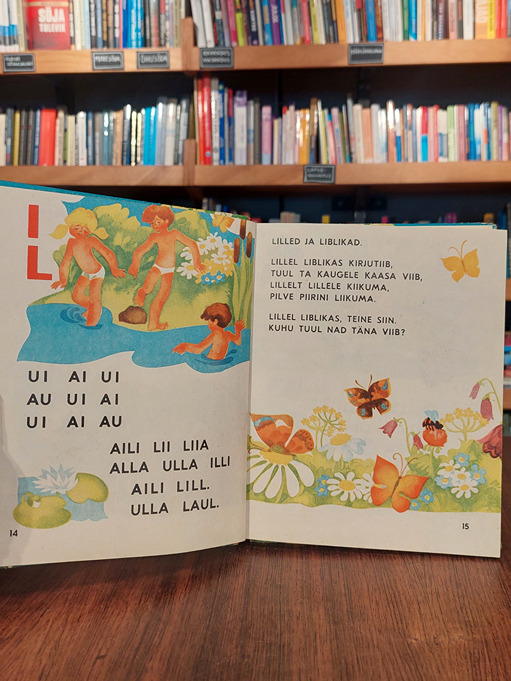 SÕJA
TULEVIK
I
L
UI AI UI
AU UI AI
UI AI AU
AILI LII LIIA
ALLA ULLA ILLI
AILI LILL.
ULLA LAUL.
14
LILLED JA LIBLIKAD.
LILLEL LIBLIKAS KIRJUTIIB,
TUUL TA KAUGELE KAASA VIIB,
LILLELT LILLELE KIIKUMA,
PILVE PIIRINI LIIKUMA.
LILLEL LIBLIKAS, TEINE SIIN.
KUHU TUUL NAD TÄNA VIIB?
15